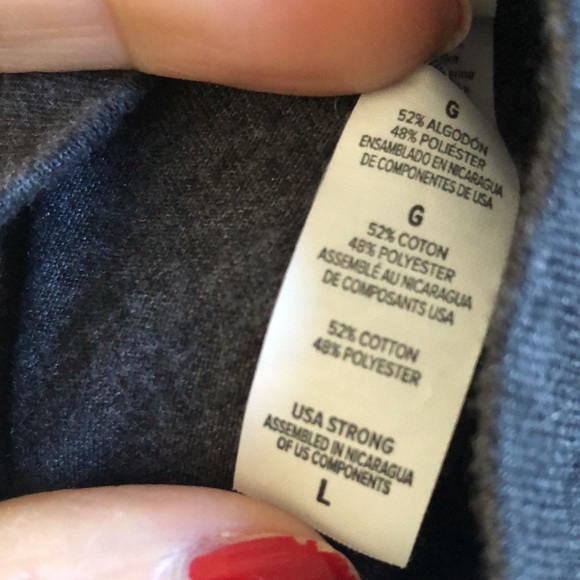 G
52% ALGODÓN
48% POLIÉSTER
ENSAMBLADO EN NICARAGUA
DE COMPONENTES DE USA
G
52% COTON
48% POLYESTER
ASSEMBLÉ AU NICARAGUA
DE COMPOSANTS USA
52% COTTON
48% POLYESTER
USA STRONG
ASSEMBLED IN NICARAGUA
OF US COMPONENTS
L